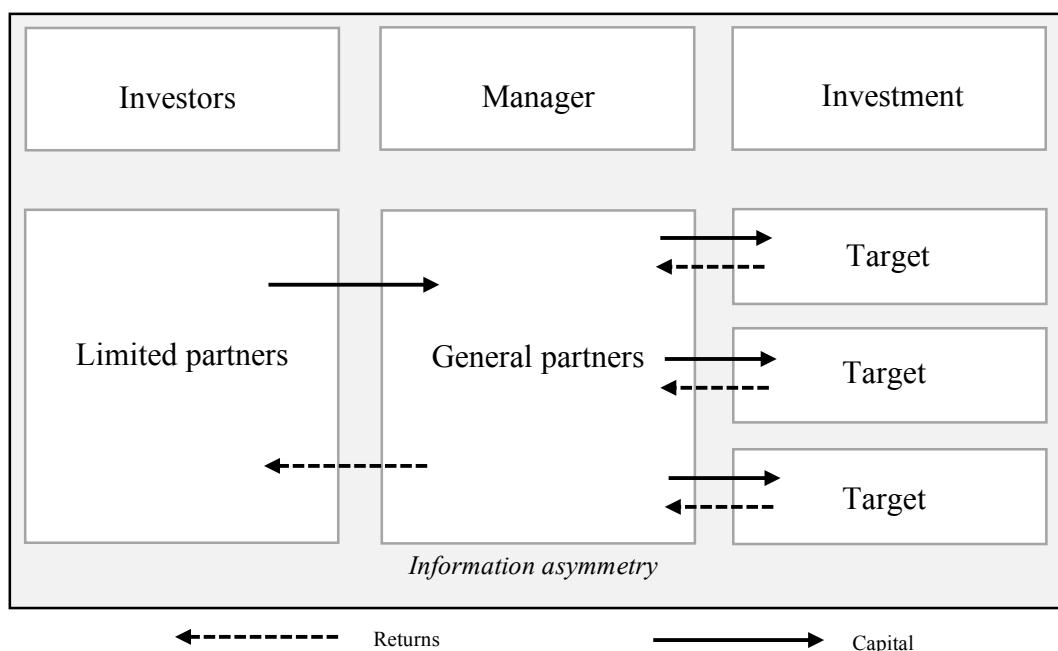 Investors
Manager
Investment
Target
Limited partners
General partners
Target
Target
Information asymmetry
Returns
Capital